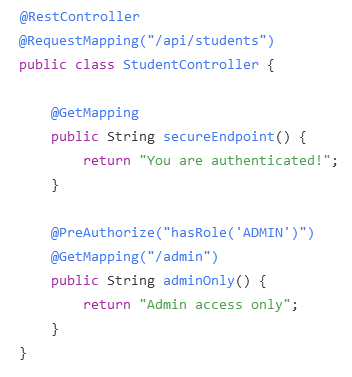 @RestController
@RequestMapping("/api/students")
public class StudentController {
@GetMapping
public String secureEndpoint() {
return "You are authenticated!";
}
@PreAuthorize("hasRole('ADMIN')")
@GetMapping("/admin")
public String adminOnly() {
return "Admin access only";
}
}